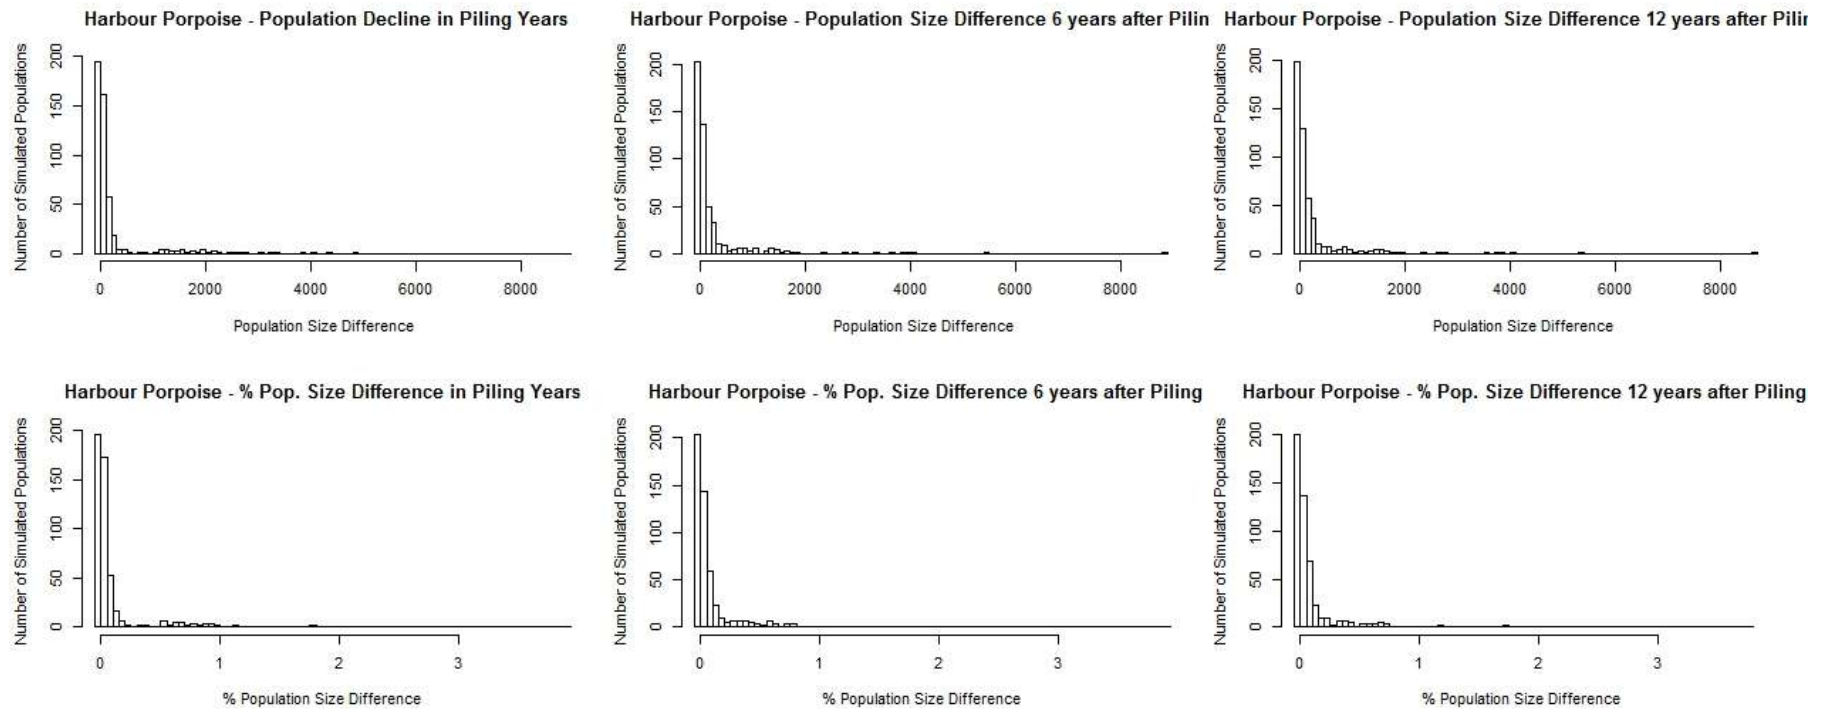 Harbour Porpoise - Population Decline in Piling Years
Number of Simulated Populations
200
150
100
50
0
0 2000 4000 6000 8000
Population Size Difference
Harbour Porpoise - Population Size Difference 6 years after Pilin
Number of Simulated Populations
200
150
100
50
0
0 2000 4000 6000 8000
Population Size Difference
Harbour Porpoise - Population Size Difference 12 years after Pilin
Number of Simulated Populations
200
150
100
50
0
0 2000 4000 6000 8000
Population Size Difference
Harbour Porpoise - % Pop. Size Difference in Piling Years
Number of Simulated Populations
200
150
100
50
0
0 1 2 3
% Population Size Difference
Harbour Porpoise - % Pop. Size Difference 6 years after Piling
Number of Simulated Populations
200
150
100
50
0
0 1 2 3
% Population Size Difference
Harbour Porpoise - % Pop. Size Difference 12 years after Piling
Number of Simulated Populations
200
150
100
50
0
0 1 2 3
% Population Size Difference